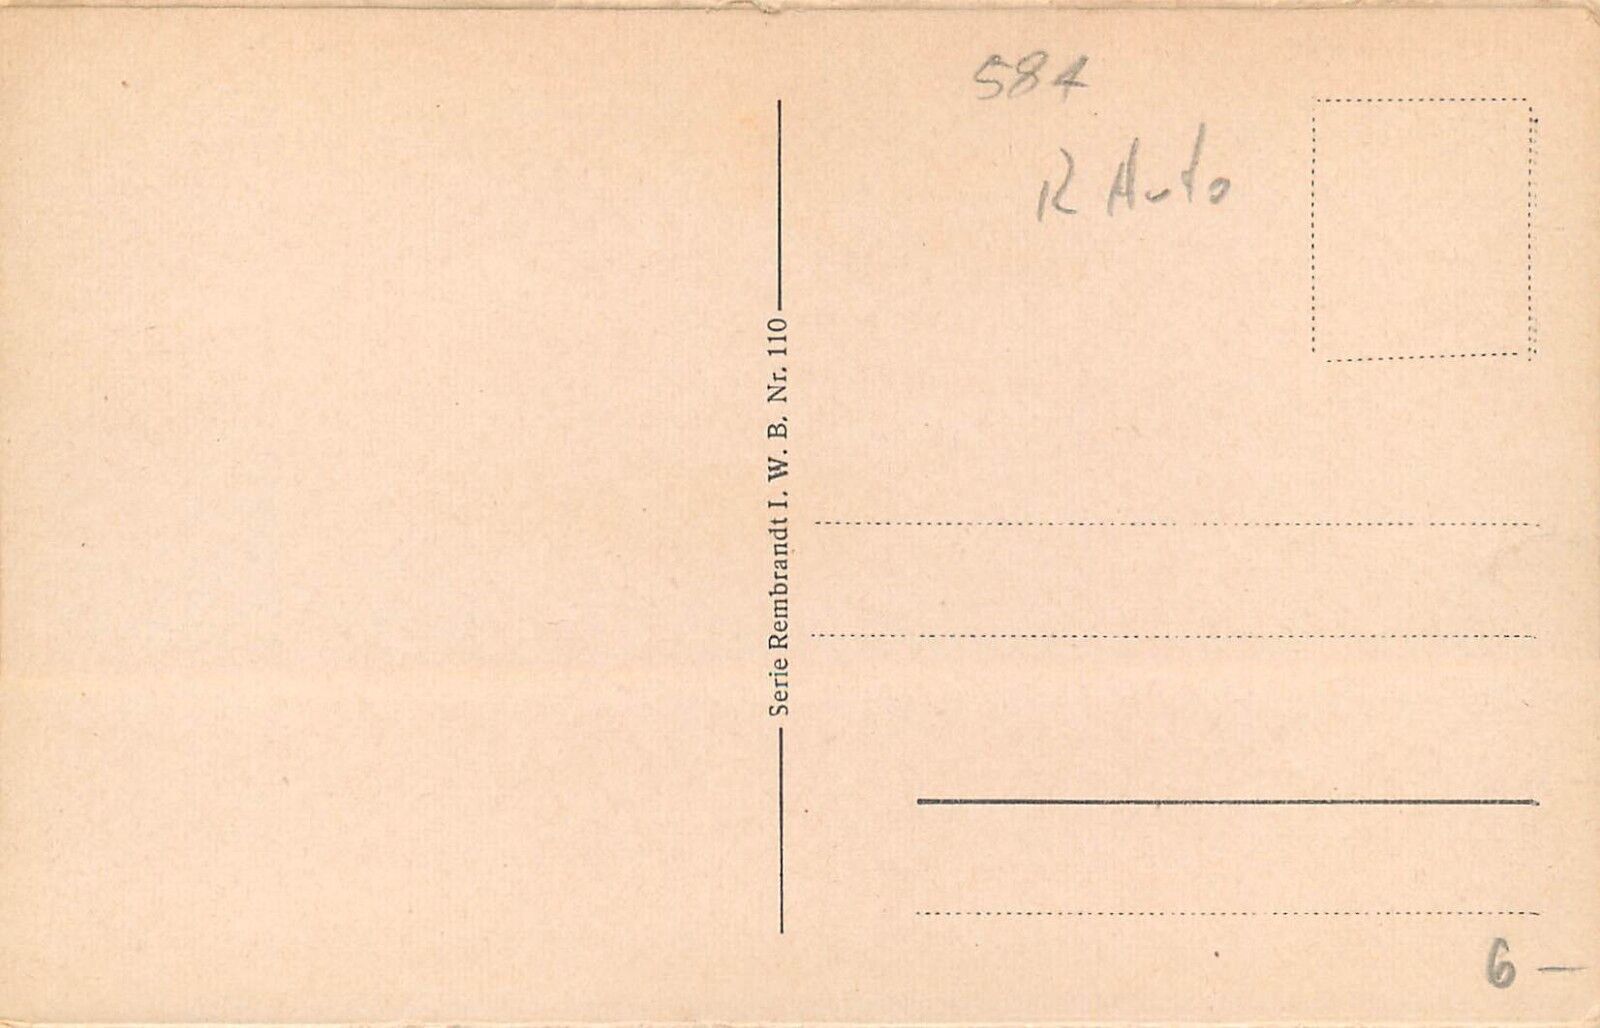 584
R Auto
Serie Rembrandt I. W. B. Nr. 110
6 —